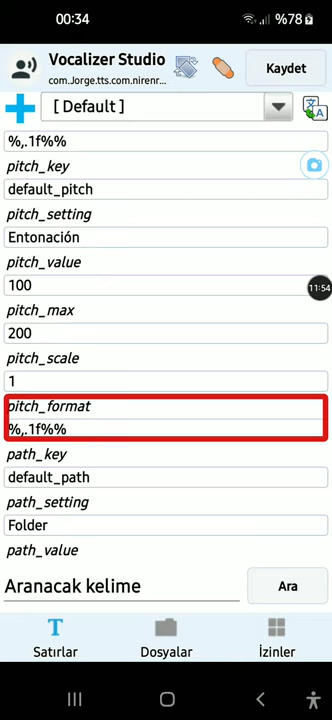 00:34
%78
Vocalizer Studio
com.Jorge.tts.com.nirenr...
Kaydet
[ Default ]
A
%,.1f%%
pitch_key
default_pitch
pitch_setting
Entonación
pitch_value
100
11:54
pitch_max
200
pitch_scale
1
pitch_format
%,.1f%%
path_key
default_path
path_setting
Folder
path_value
Aranacak kelime
Ara
T
Satırlar
Dosyalar
İzinler